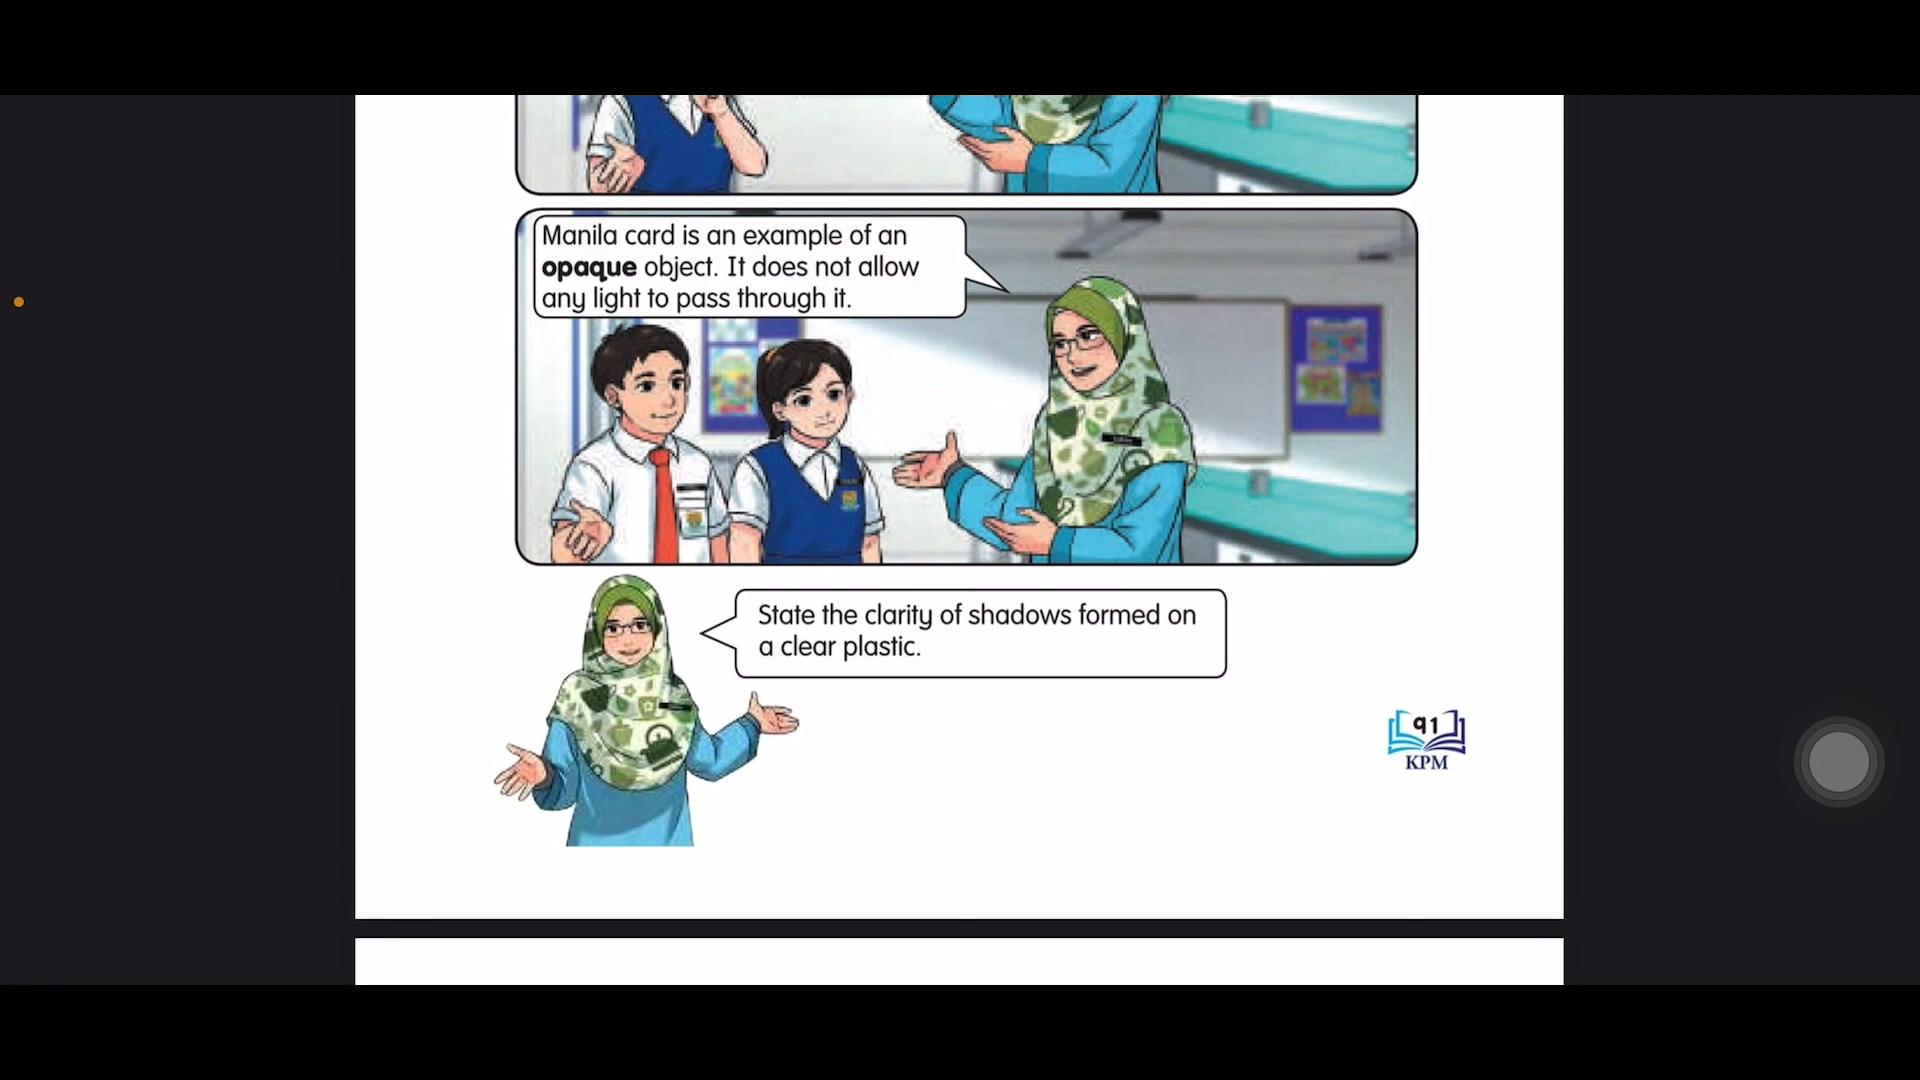 Manila card is an example of an
opaque object. It does not allow
any light to pass through it.
State the clarity of shadows formed on
a clear plastic.
91
KPM